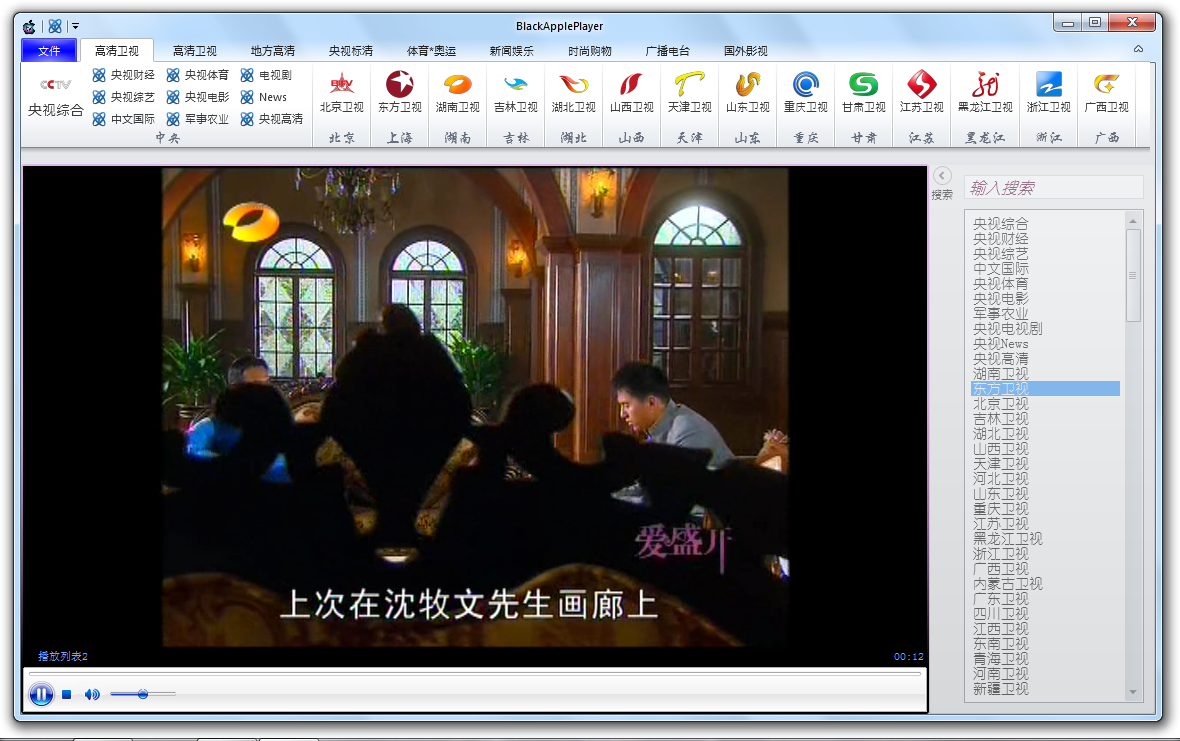 BlackApplePlayer
文件 高清卫视 高清卫视 地方高清 央视标清 体育*奥运 新闻娱乐 时尚购物 广播电台 国外影视
CCTV
央视综合
央视财经 央视体育 电视剧
央视综艺 央视电影 News
中文国际 军事农业 央视高清
中央
北京卫视 东方卫视 湖南卫视 吉林卫视 湖北卫视 山西卫视 天津卫视 山东卫视 重庆卫视 甘肃卫视 江苏卫视 黑龙江卫视 浙江卫视 广西卫视
北京 上海 湖南 吉林 湖北 山西 天津 山东 重庆 甘肃 江苏 黑龙江 浙江 广西
爱盛开
上次在沈牧文先生画廊上
播放列表2
00:12
搜索
输入搜索
央视综合
央视财经
央视综艺
中文国际
央视体育
央视电影
军事农业
央视电视剧
央视News
央视高清
湖南卫视
东方卫视
北京卫视
吉林卫视
湖北卫视
山西卫视
天津卫视
河北卫视
山东卫视
重庆卫视
江苏卫视
黑龙江卫视
浙江卫视
广西卫视
内蒙古卫视
广东卫视
四川卫视
江西卫视
东南卫视
青海卫视
河南卫视
新疆卫视